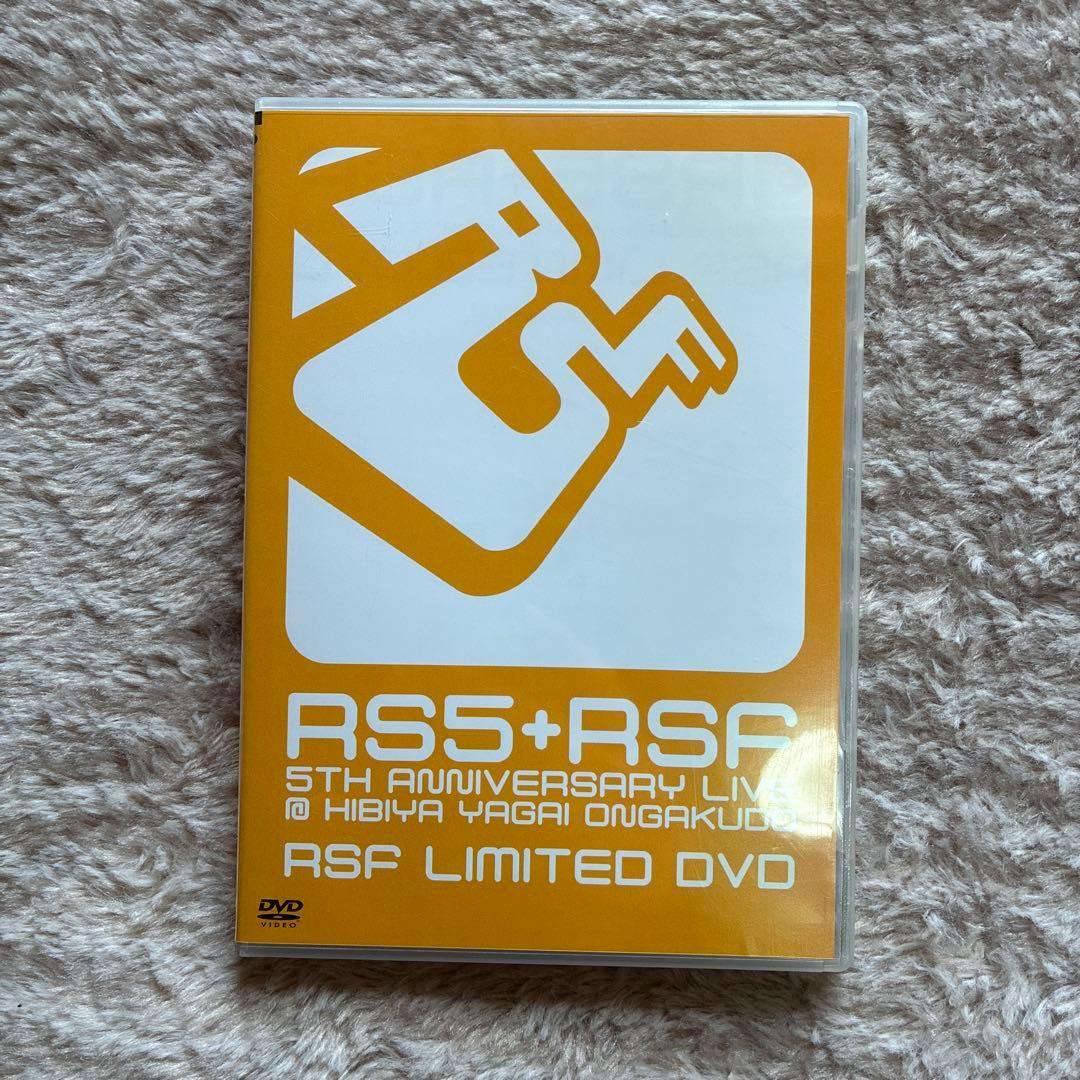 RS5+RSF
5TH ANNIVERSARY LIVE
@ HIBIYA YAGAI ONGAKUDO
RSF LIMITED DVD
DVD
VIDEO